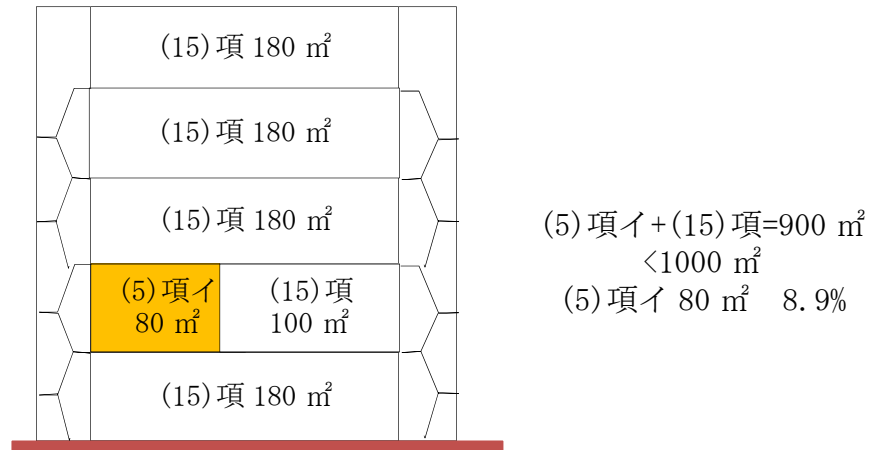 (15)項 180 ㎡
(15)項 180 ㎡
(15)項 180 ㎡
(5)項イ
80 ㎡
(15)項
100 ㎡
(15)項 180 ㎡
(5)項イ+(15)項=900 ㎡
<1000 ㎡
(5)項イ 80 ㎡ 8.9%